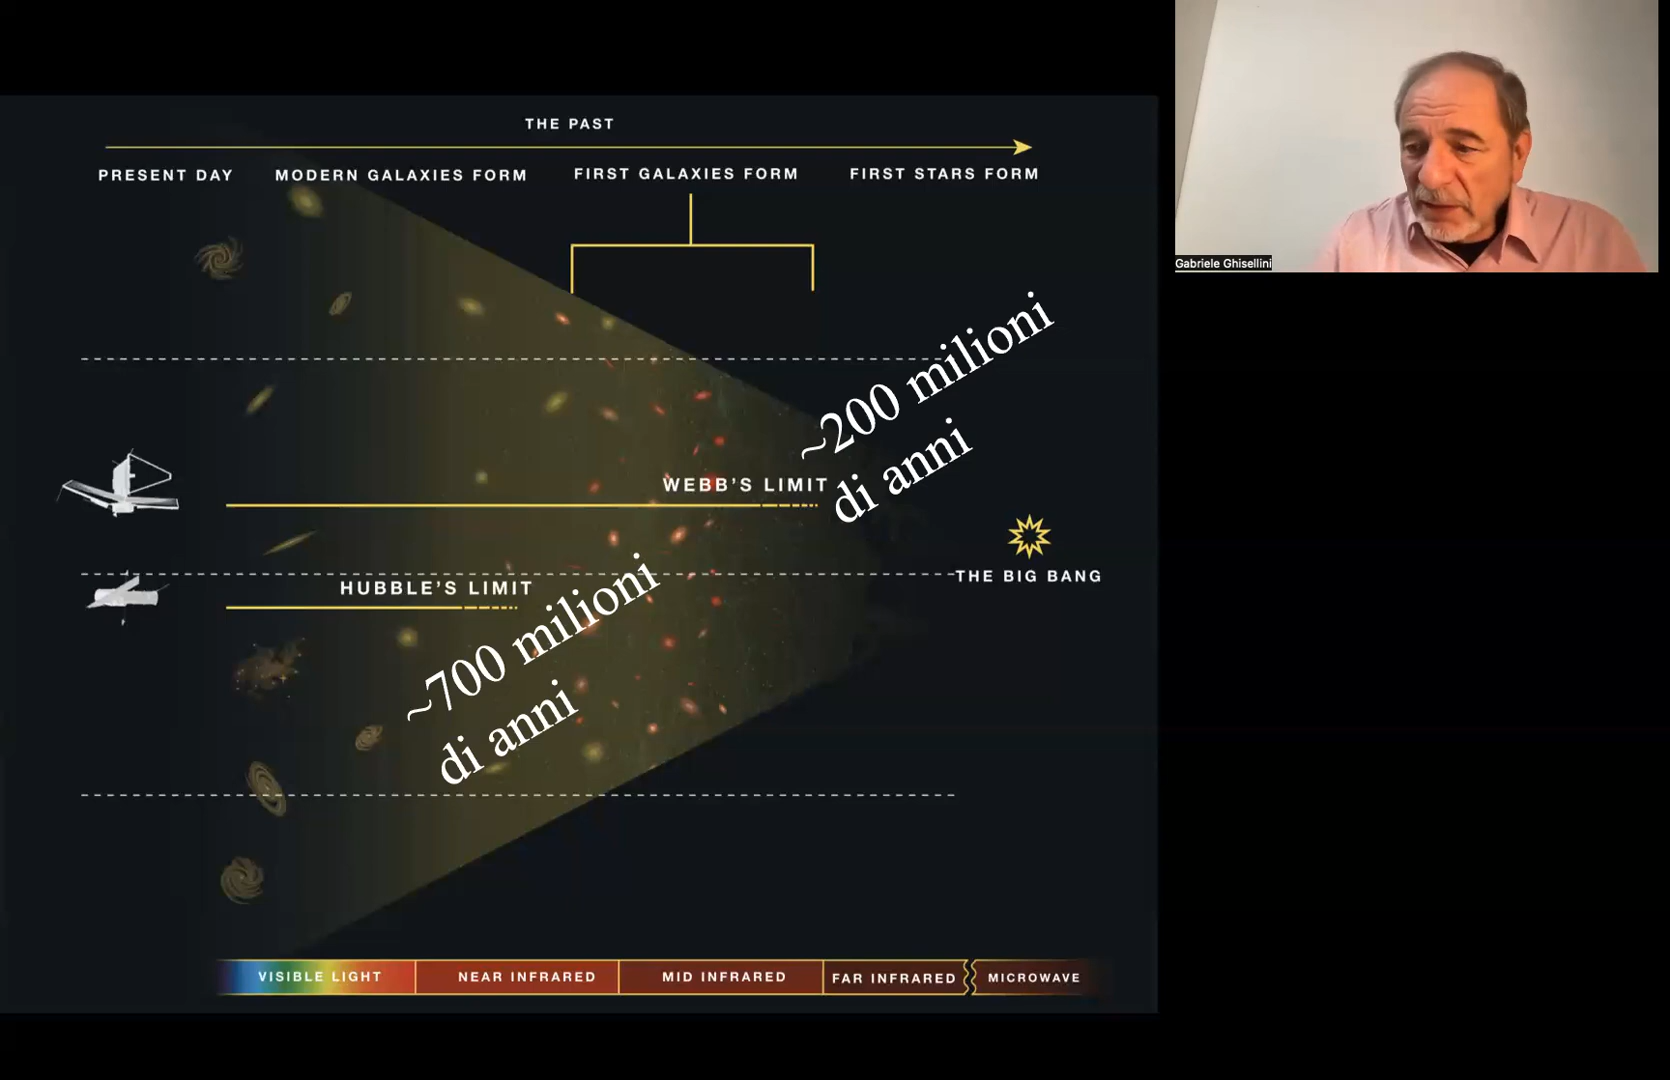 THE PAST
PRESENT DAY
MODERN GALAXIES FORM
FIRST GALAXIES FORM
FIRST STARS FORM
~200 milioni
di anni
WEBB'S LIMIT
THE BIG BANG
HUBBLE'S LIMIT
~700 milioni
di anni
VISIBLE LIGHT
NEAR INFRARED
MID INFRARED
FAR INFRARED
MICROWAVE
Gabriele Ghisellini